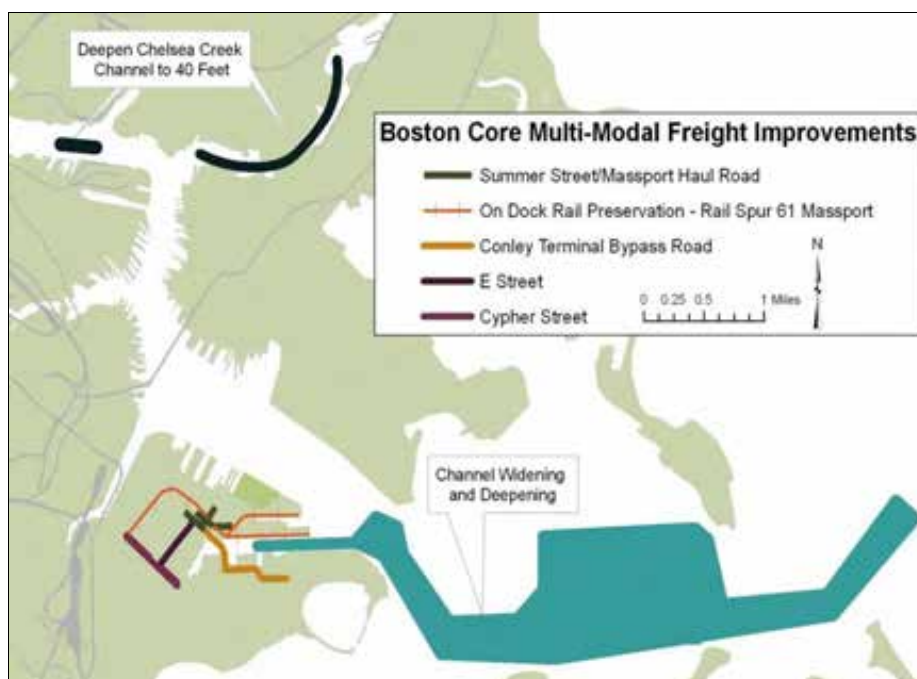 Deepen Chelsea Creek
Channel to 40 Feet
Boston Core Multi-Modal Freight Improvements
Summer Street/Massport Haul Road
On Dock Rail Preservation - Rail Spur 61 Massport
Conley Terminal Bypass Road
E Street
Cypher Street
N
0 0.25 0.5 1 Miles
Channel Widening
and Deepening